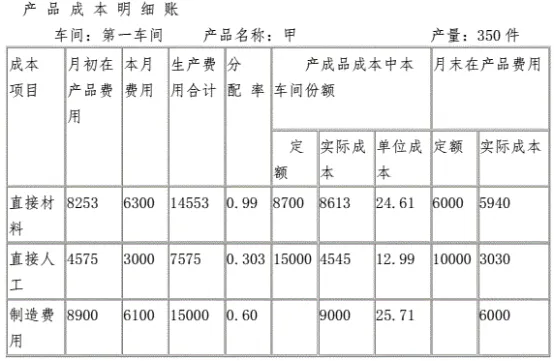 产 品 成 本 明 细 账
车间：第一车间 产品名称：甲 产量：350 件
成本项目 月初在产品费用 本月费用 生产费用合计 分配 率 产成品成本中本车间份额 月末在产品费用
定额 实际成本 单位成本 定额 实际成本
直接材料 8253 6300 14553 0.99 8700 8613 24.61 6000 5940
直接人工 4575 3000 7575 0.303 15000 4545 12.99 10000 3030
制造费用 8900 6100 15000 0.60 9000 25.71 6000